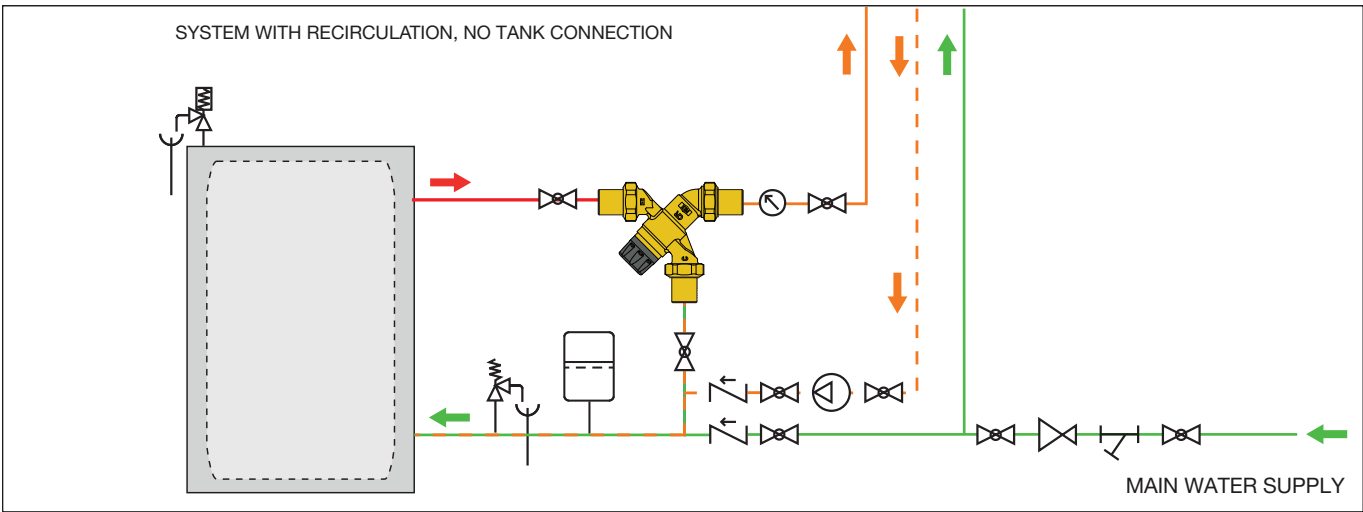 SYSTEM WITH RECIRCULATION, NO TANK CONNECTION
MAIN WATER SUPPLY